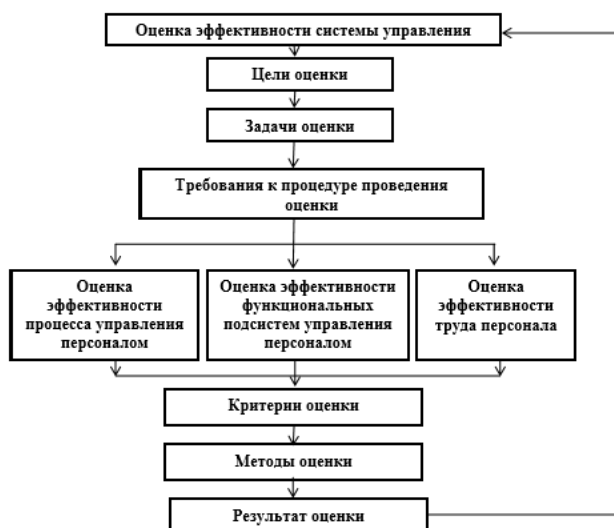 Оценка эффективности системы управления
Цели оценки
Задачи оценки
Требования к процедуре проведения
оценки
Оценка
эффективности
процесса управления
персоналом
Оценка эффективности
функциональных
подсистем управления
персоналом
Оценка
эффективности
труда персонала
Критерии оценки
Методы оценки
Результат оценки